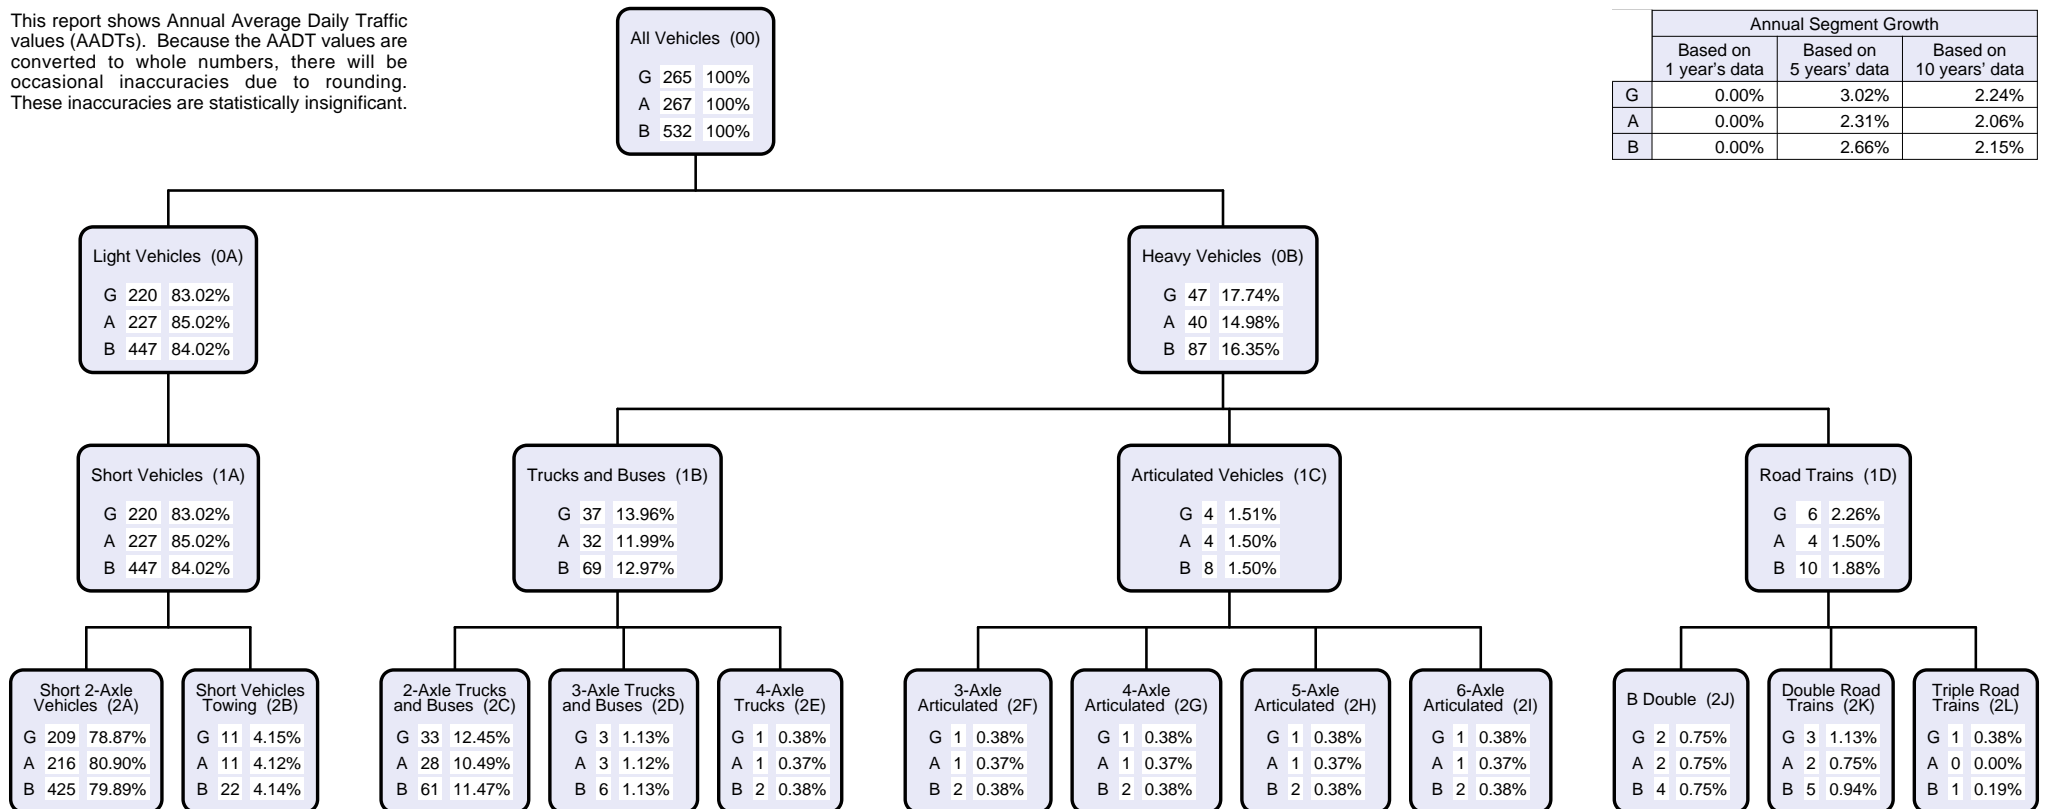 This report shows Annual Average Daily Traffic
values (AADTs). Because the AADT values are
converted to whole numbers, there will be
occasional inaccuracies due to rounding.
These inaccuracies are statistically insignificant.
All Vehicles (00)
G 265 100%
A 267 100%
B 532 100%
Annual Segment Growth
Based on 1 year's data Based on 5 years' data Based on 10 years' data
G 0.00% 3.02% 2.24%
A 0.00% 2.31% 2.06%
B 0.00% 2.66% 2.15%
Light Vehicles (0A)
G 220 83.02%
A 227 85.02%
B 447 84.02%
Heavy Vehicles (0B)
G 47 17.74%
A 40 14.98%
B 87 16.35%
Short Vehicles (1A)
G 220 83.02%
A 227 85.02%
B 447 84.02%
Trucks and Buses (1B)
G 37 13.96%
A 32 11.99%
B 69 12.97%
Articulated Vehicles (1C)
G 4 1.51%
A 4 1.50%
B 8 1.50%
Road Trains (1D)
G 6 2.26%
A 4 1.50%
B 10 1.88%
Short 2-Axle
Vehicles (2A)
G 209 78.87%
A 216 80.90%
B 425 79.89%
Short Vehicles
Towing (2B)
G 11 4.15%
A 11 4.12%
B 22 4.14%
2-Axle Trucks
and Buses (2C)
G 33 12.45%
A 28 10.49%
B 61 11.47%
3-Axle Trucks
and Buses (2D)
G 3 1.13%
A 3 1.12%
B 6 1.13%
4-Axle
Trucks (2E)
G 1 0.38%
A 1 0.37%
B 2 0.38%
3-Axle
Articulated (2F)
G 1 0.38%
A 1 0.37%
B 2 0.38%
4-Axle
Articulated (2G)
G 1 0.38%
A 1 0.37%
B 2 0.38%
5-Axle
Articulated (2H)
G 1 0.38%
A 1 0.37%
B 2 0.38%
6-Axle
Articulated (2I)
G 1 0.38%
A 1 0.37%
B 2 0.38%
B Double (2J)
G 2 0.75%
A 2 0.75%
B 4 0.75%
Double Road
Trains (2K)
G 3 1.13%
A 2 0.75%
B 5 0.94%
Triple Road
Trains (2L)
G 1 0.38%
A 0 0.00%
B 1 0.19%